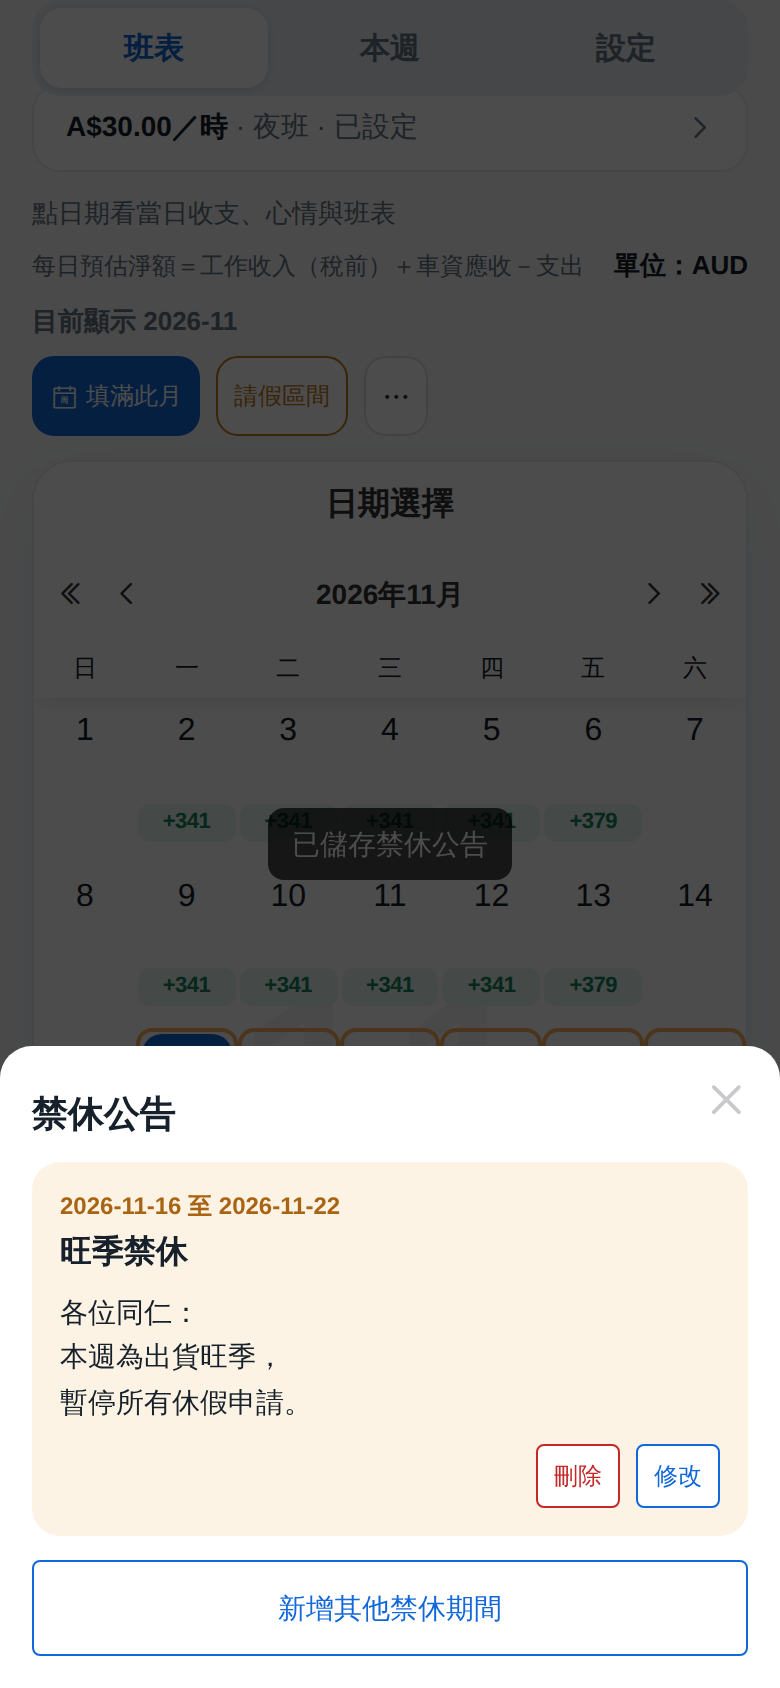 班表 本週 設定
A$30.00／時 · 夜班 · 已設定
點日期看當日收支、心情與班表
每日預估淨額＝工作收入（稅前）＋車資應收－支出 單位：AUD
目前顯示 2026-11
填滿此月 請假區間 ···
日期選擇
2026年11月
日 一 二 三 四 五 六
1 2 3 4 5 6 7
+341 +341 +341 +341 +379
已儲存禁休公告
8 9 10 11 12 13 14
+341 +341 +341 +341 +379
禁休公告
2026-11-16 至 2026-11-22
旺季禁休
各位同仁：
本週為出貨旺季，
暫停所有休假申請。
刪除 修改
新增其他禁休期間